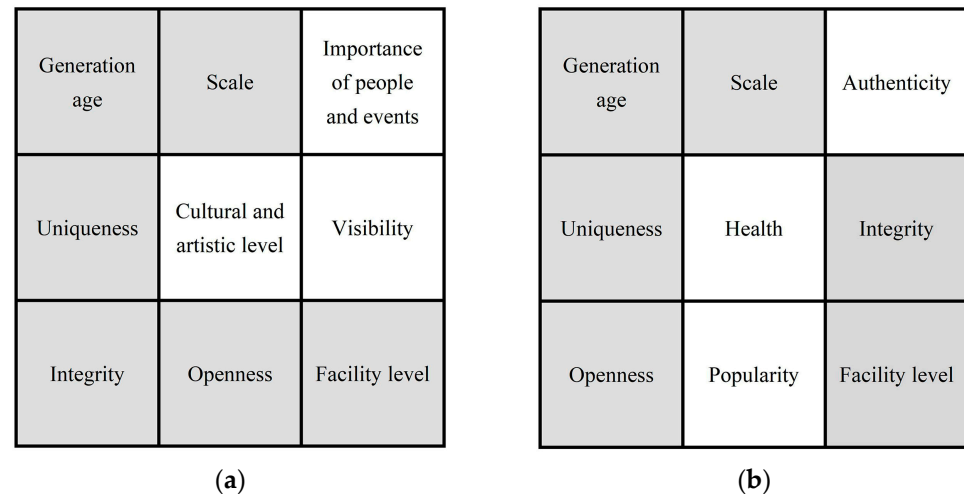 Generation
age
Scale
Importance
of people
and events
Uniqueness
Cultural and
artistic level
Visibility
Integrity
Openness
Facility level
(a)
Generation
age
Scale
Authenticity
Uniqueness
Health
Integrity
Openness
Popularity
Facility level
(b)